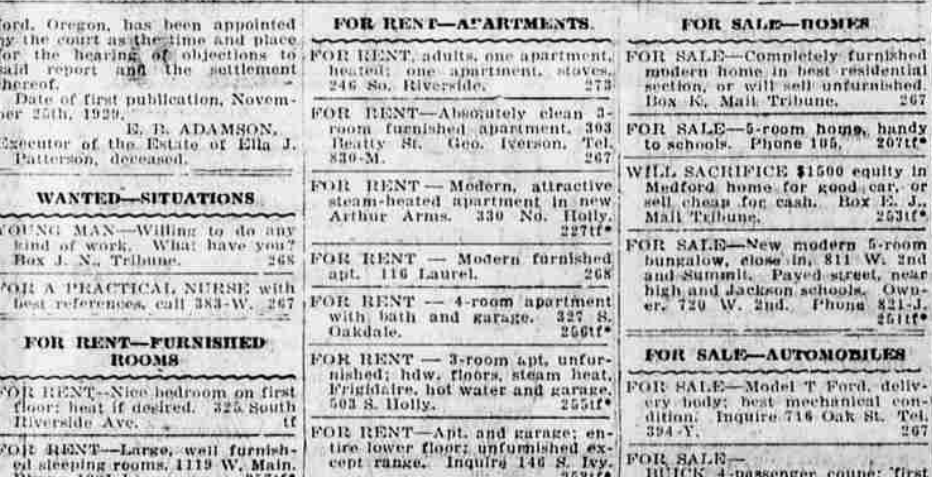 ford, Oregon, has been appointed
by the court as the time and place
for the hearing of objections to
said report and the settlement
thereof.
Date of first publication, Novem-
ber 25th, 1929.
E. R. ADAMSON,
Executor of the Estate of Ella J.
Patterson, deceased.
WANTED—SITUATIONS
YOUNG MAN—Willing to do any
kind of work. What have you?
Box J. N., Tribune. 268
FOR A PRACTICAL NURSE with
best references, call 383-W. 267
FOR RENT—FURNISHED
ROOMS
FOR RENT—Nice bedroom on first
floor; heat if desired. 325 South
Riverside Ave. tf
FOR RENT—Large, well furnish-
ed sleeping rooms, 1119 W. Main.
FOR RENT—APARTMENTS
FOR RENT, adults, one apartment,
heated; one apartment, stoves.
246 So. Riverside. 273
FOR RENT—Absolutely clean 3-
room furnished apartment. 303
Beatty St. Geo. Iverson, Tel.
830-M. 267
FOR RENT — Modern, attractive
steam-heated apartment in new
Arthur Arms. 330 No. Holly.
227tf*
FOR RENT — Modern furnished
apt. 116 Laurel. 268
FOR RENT — 4-room apartment
with bath and garage. 327 S.
Oakdale. 256tf*
FOR RENT — 3-room apt. unfur-
nished; hdw. floors, steam heat,
Frigidaire, hot water and garage.
503 S. Holly. 255tf*
FOR RENT—Apt. and garage; en-
tire lower floor; unfurnished ex-
cept range. Inquire 146 S. Ivy.
FOR SALE—HOMES
FOR SALE—Completely furnished
modern home in best residential
section, or will sell unfurnished.
Box K, Mail Tribune. 267
FOR SALE—5-room home, handy
to schools. Phone 105. 207tf*
WILL SACRIFICE $1500 equity in
Medford home for good car, or
sell cheap for cash. Box E. J.,
Mail Tribune. 253tf*
FOR SALE—New modern 5-room
bungalow, close in, 811 W. 2nd
and Summit. Paved street, near
high and Jackson schools. Own-
er, 720 W. 2nd. Phone 821-J.
251tf*
FOR SALE—AUTOMOBILES
FOR SALE—Model T Ford, deliv-
ery body; best mechanical con-
dition. Inquire 716 Oak St. Tel.
394-Y. 267
FOR SALE—
BUICK 4-passenger coupe; first